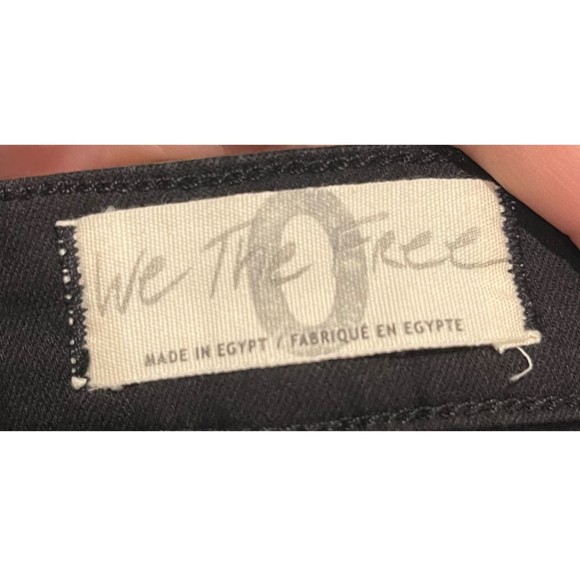 We The Free
0
MADE IN EGYPT / FABRIQUÉ EN EGYPTE